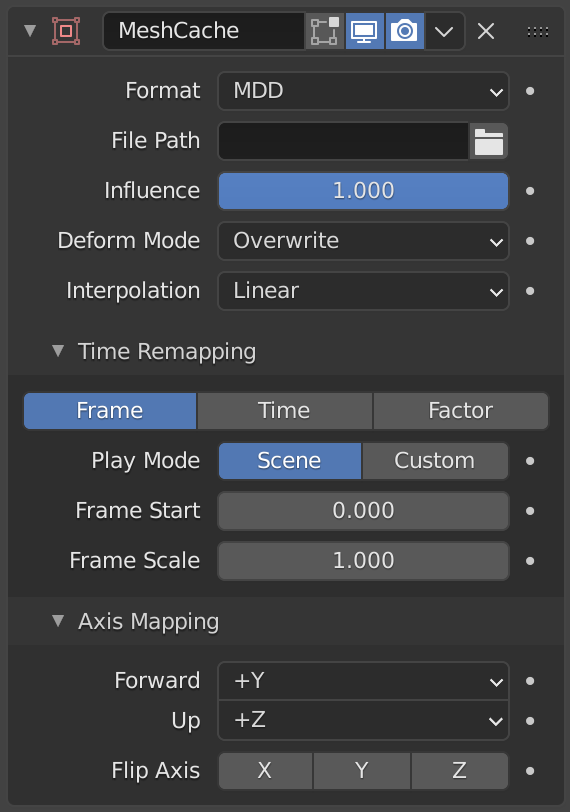 MeshCache
Format MDD
File Path
Influence 1.000
Deform Mode Overwrite
Interpolation Linear
Time Remapping
Frame Time Factor
Play Mode Scene Custom
Frame Start 0.000
Frame Scale 1.000
Axis Mapping
Forward +Y
Up +Z
Flip Axis X Y Z